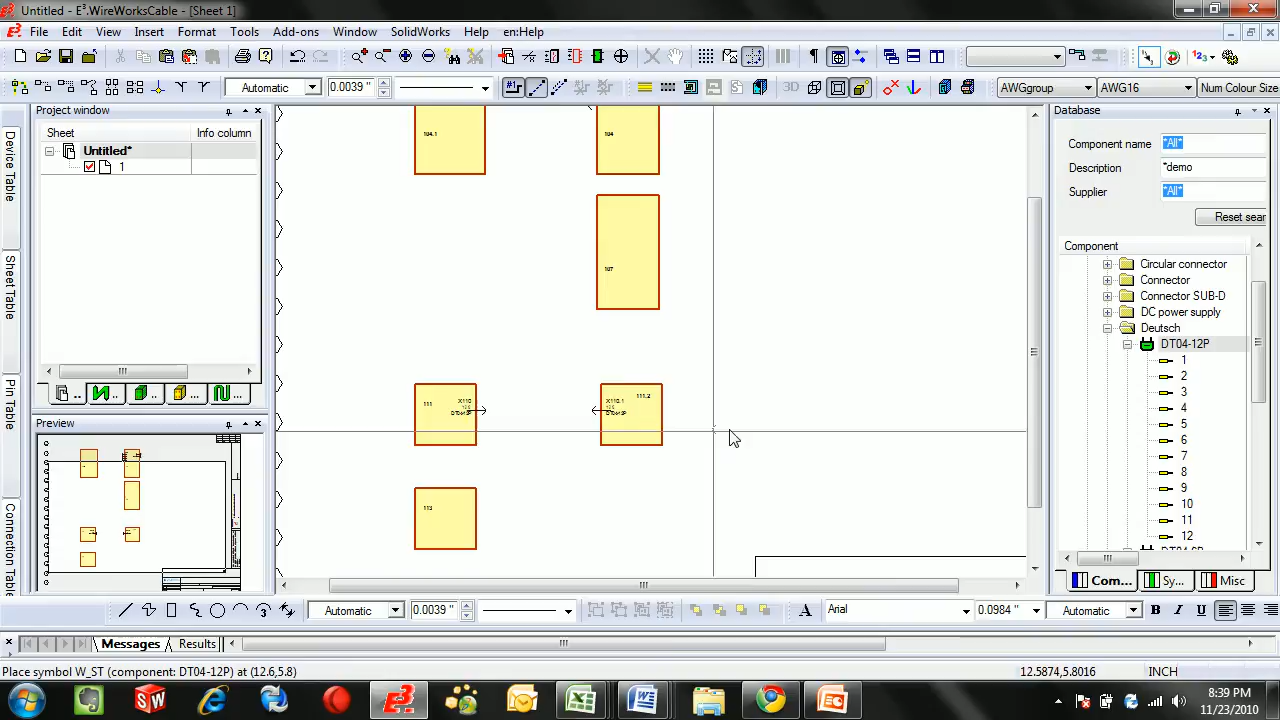 Untitled - E³.WireWorksCable - [Sheet 1]
File Edit View Insert Format Tools Add-ons Window SolidWorks Help en:Help
Automatic 0.0039 " AWGgroup AWG16 Num Colour Size
Project window
Sheet Info column
Untitled*
1
Device Table
Sheet Table
Pin Table
Connection Table
Preview
104.1
104
107
111
X110
DT0412P
X110.1
111.2
DT0612P
113
Database
Component name *All*
Description *demo
Supplier *All*
Reset sear
Component
Circular connector
Connector
Connector SUB-D
DC power supply
Deutsch
DT04-12P
1
2
3
4
5
6
7
8
9
10
11
12
Com... Sy... Misc
Automatic 0.0039 " A Arial 0.0984 " Automatic B I U
Messages Results
Place symbol W_ST (component: DT04-12P) at (12.6,5.8) 12.5874,5.8016 INCH
8:39 PM
11/23/2010